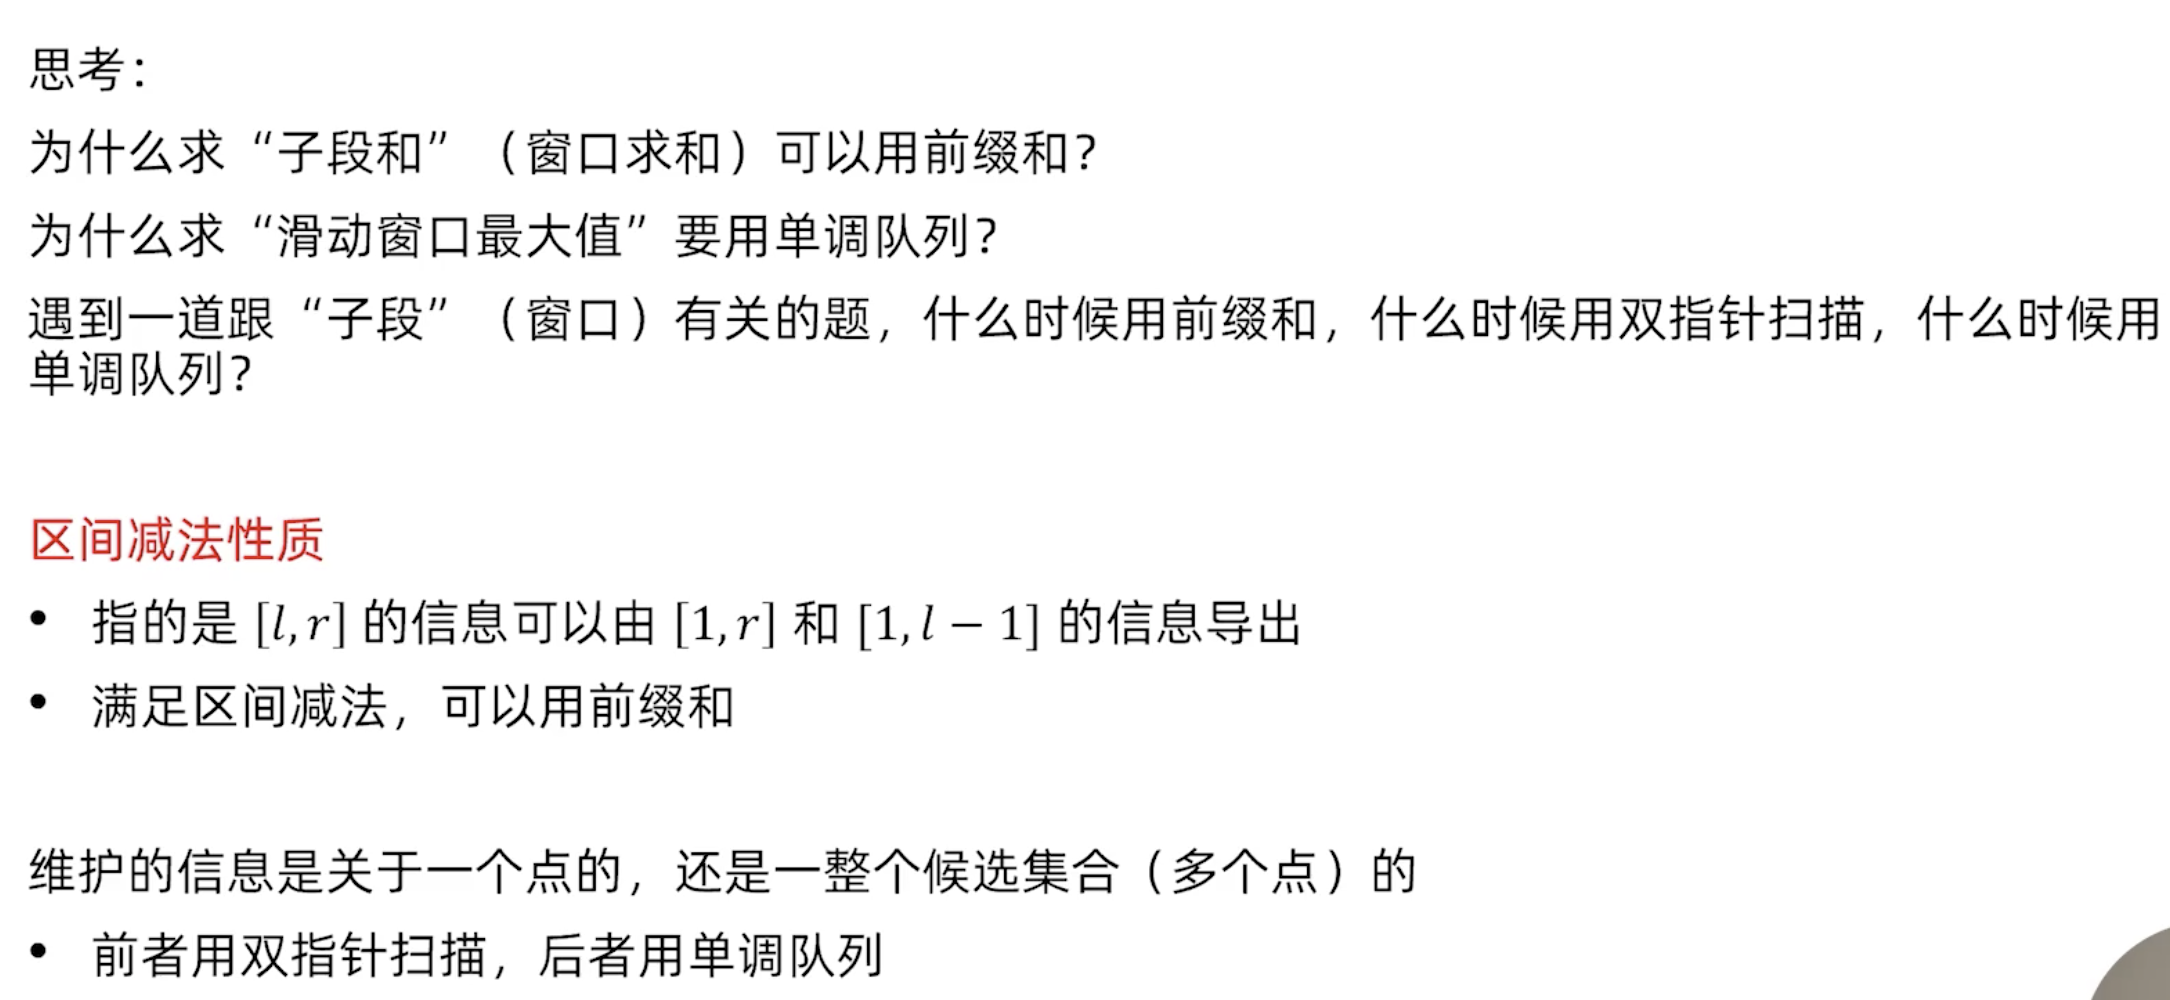 思考：
为什么求“子段和”（窗口求和）可以用前缀和？
为什么求“滑动窗口最大值”要用单调队列？
遇到一道跟“子段”（窗口）有关的题，什么时候用前缀和，什么时候用双指针扫描，什么时候用
单调队列？
区间减法性质
• 指的是 [l, r] 的信息可以由 [1, r] 和 [1, l − 1] 的信息导出
• 满足区间减法，可以用前缀和
维护的信息是关于一个点的，还是一整个候选集合（多个点）的
• 前者用双指针扫描，后者用单调队列